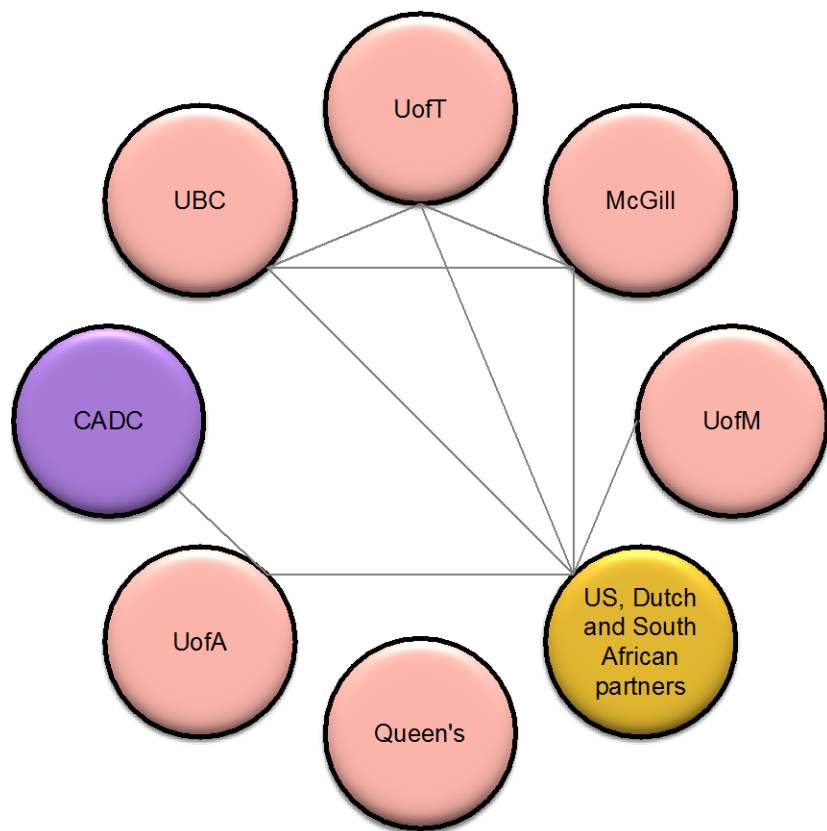 UofT
UBC
McGill
CADC
UofM
UofA
US, Dutch
and South
African
partners
Queen's